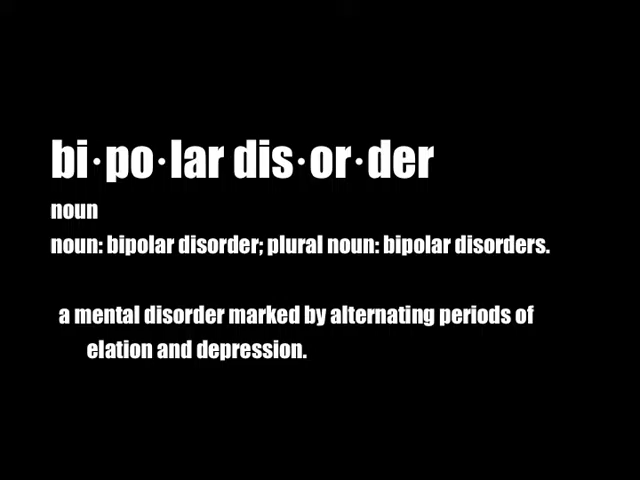 bi·po·lar dis·or·der
noun
noun: bipolar disorder; plural noun: bipolar disorders.
a mental disorder marked by alternating periods of
elation and depression.